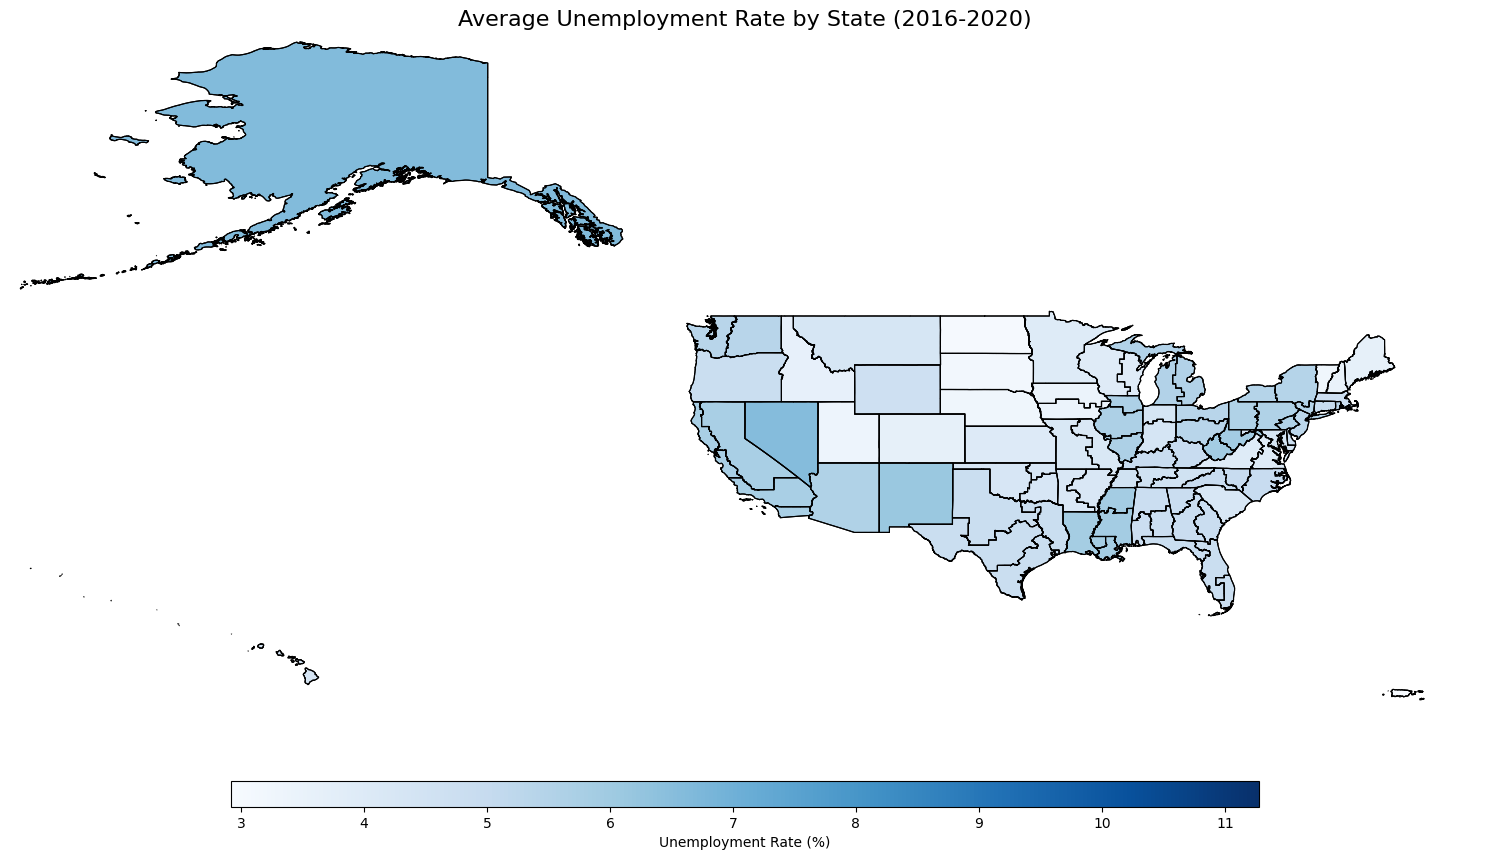 Average Unemployment Rate by State (2016-2020)
3 4 5 6 7 8 9 10 11
Unemployment Rate (%)